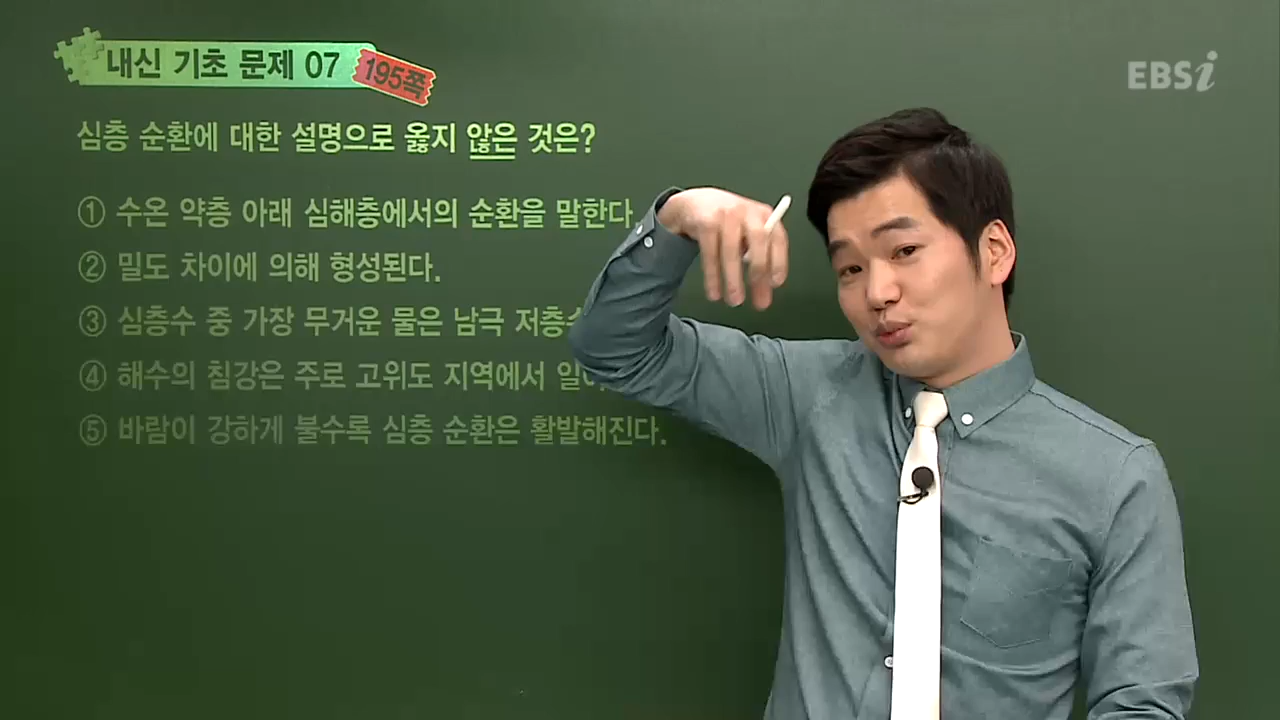 내신 기초 문제 07
195쪽
EBSi
심층 순환에 대한 설명으로 옳지 않은 것은?
① 수온 약층 아래 심해층에서의 순환을 말한다.
② 밀도 차이에 의해 형성된다.
③ 심층수 중 가장 무거운 물은 남극
④ 해수의 침강은 주로 고위도 지역에서
⑤ 바람이 강하게 불수록 심층 순환은 활발해진다.